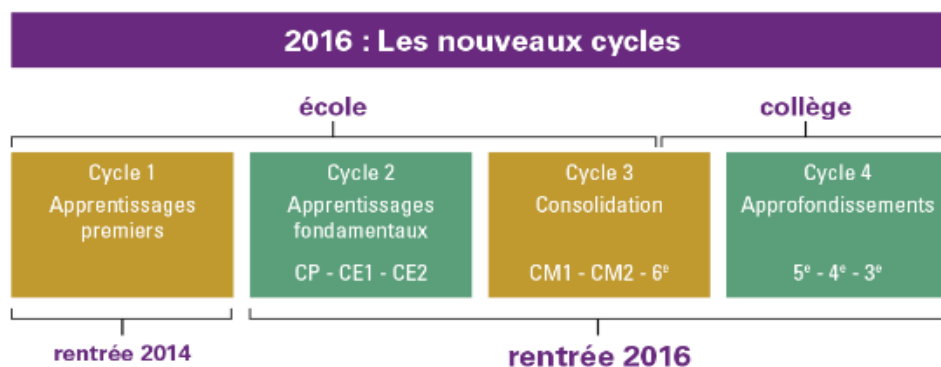 2016 : Les nouveaux cycles
école
collège
Cycle 1
Apprentissages
premiers
Cycle 2
Apprentissages
fondamentaux
CP - CE1 - CE2
Cycle 3
Consolidation
CM1 - CM2 - 6e
Cycle 4
Approfondissements
5e - 4e - 3e
rentrée 2014
rentrée 2016